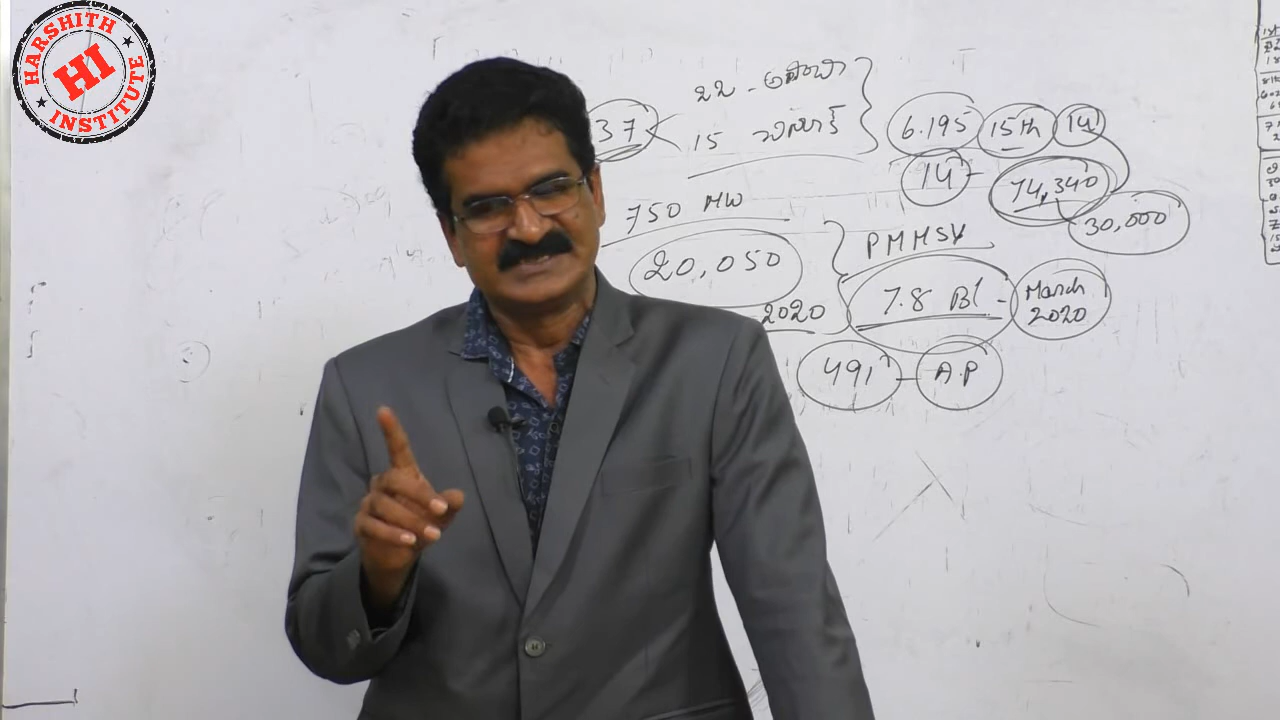 HARSHITH
HI
INSTITUTE
22 -
37
15 బీహార్
6.195 15th 14
14 - 74,340
30,000
750 MW
20,050
PMMSY
2020
7.8 Bl - March 2020
491 - A.P